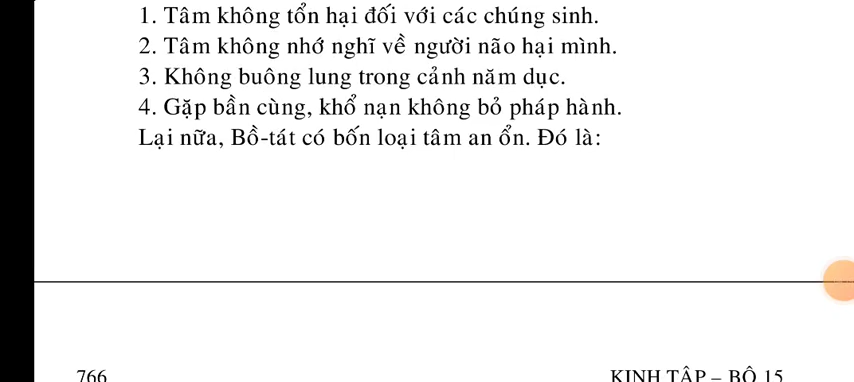 1. Tâm không tổn hại đối với các chúng sinh.
2. Tâm không nhớ nghĩ về người não hại mình.
3. Không buông lung trong cảnh năm dục.
4. Gặp bần cùng, khổ nạn không bỏ pháp hành.
Lại nữa, Bồ-tát có bốn loại tâm an ổn. Đó là:
766 KINH TẬP – BỘ 15